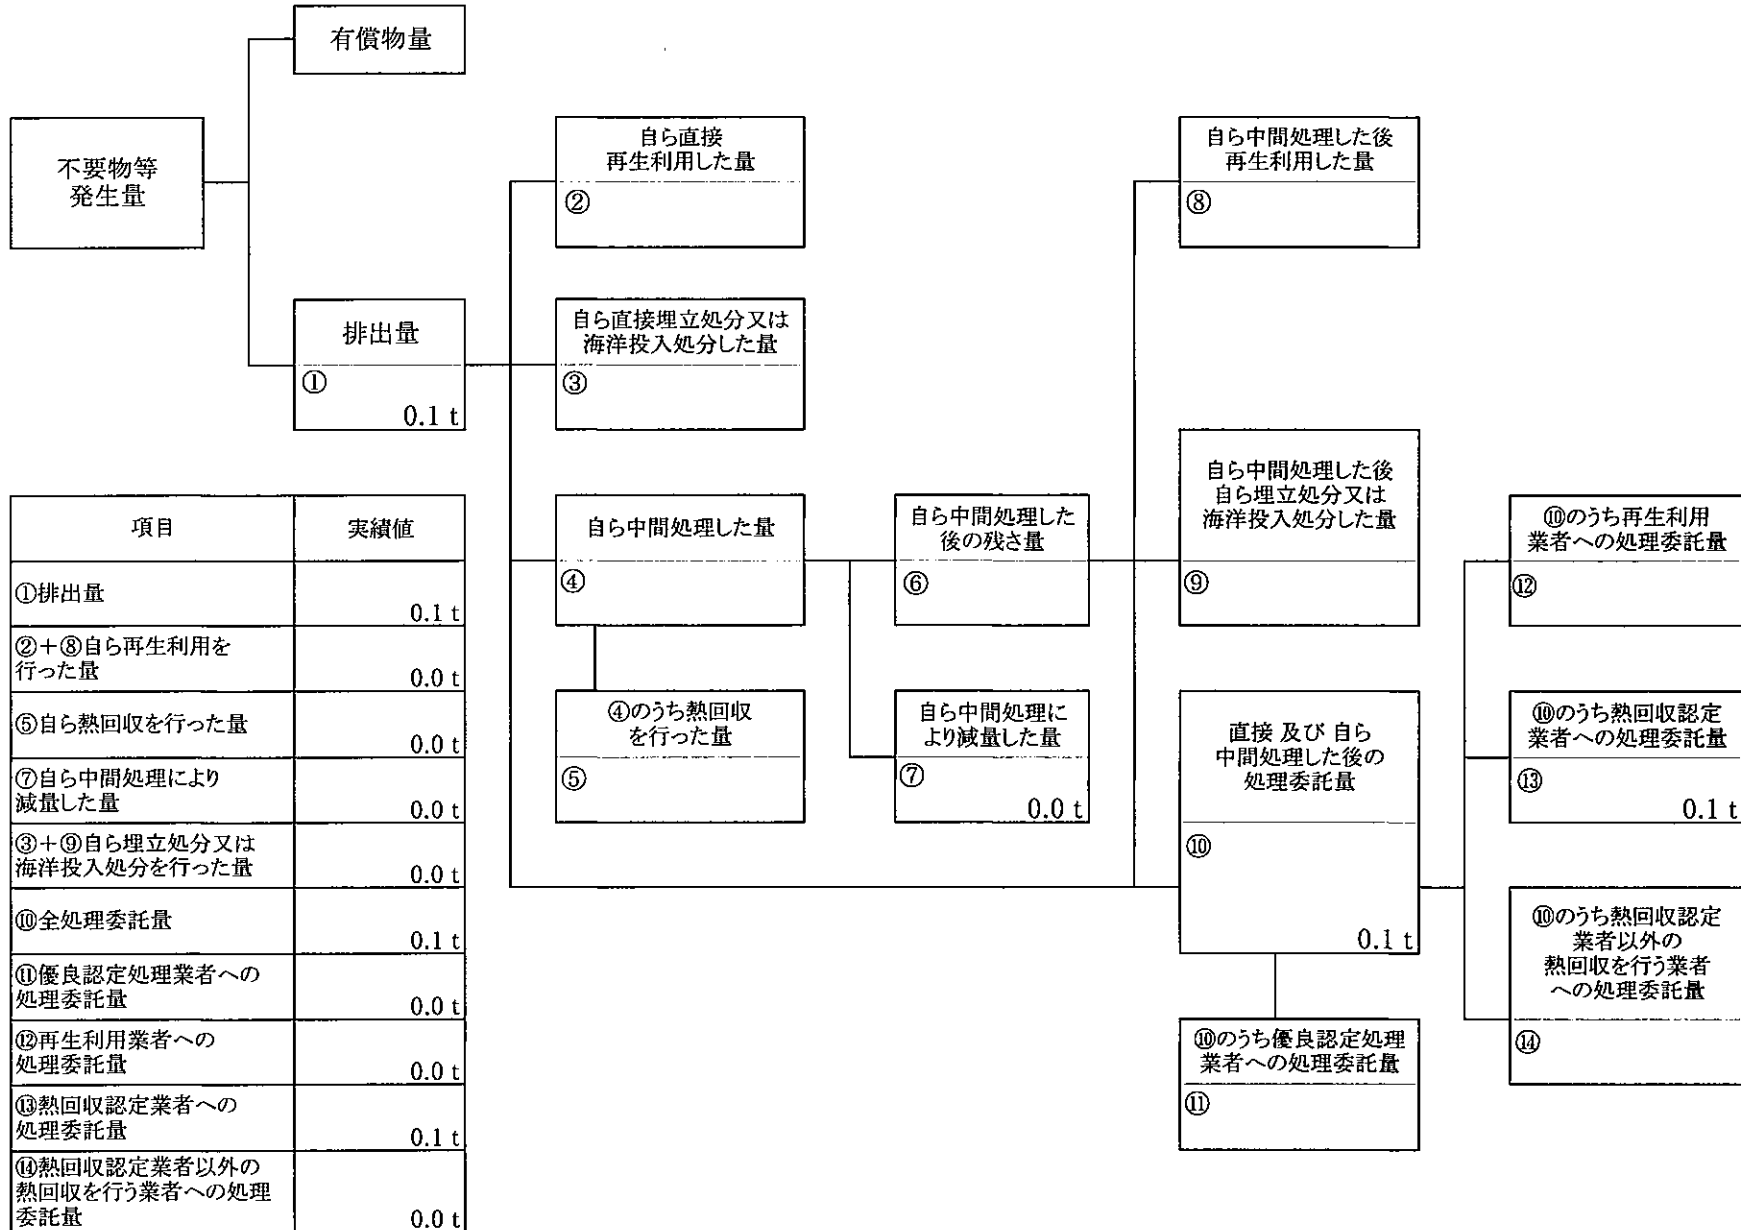 有償物量
不要物等
発生量
自ら直接
再生利用した量
②
自ら中間処理した後
再生利用した量
⑧
排出量
①
0.1 t
自ら直接埋立処分又は
海洋投入処分した量
③
自ら中間処理した量
④
自ら中間処理した
後の残さ量
⑥
自ら中間処理した後
自ら埋立処分又は
海洋投入処分した量
⑨
⑩のうち再生利用
業者への処理委託量
⑫
④のうち熱回収
を行った量
⑤
自ら中間処理に
より減量した量
⑦
0.0 t
直接 及び 自ら
中間処理した後の
処理委託量
⑩
0.1 t
⑩のうち熱回収認定
業者への処理委託量
⑬
0.1 t
⑩のうち熱回収認定
業者以外の
熱回収を行う業者
への処理委託量
⑭
⑩のうち優良認定処理
業者への処理委託量
⑪
項目 実績値
①排出量
0.1 t
②+⑧自ら再生利用を
行った量
0.0 t
⑤自ら熱回収を行った量
0.0 t
⑦自ら中間処理により
減量した量
0.0 t
③+⑨自ら埋立処分又は
海洋投入処分を行った量
0.0 t
⑩全処理委託量
0.1 t
⑪優良認定処理業者への
処理委託量
0.0 t
⑫再生利用業者への
処理委託量
0.0 t
⑬熱回収認定業者への
処理委託量
0.1 t
⑭熱回収認定業者以外の
熱回収を行う業者への処理
委託量
0.0 t